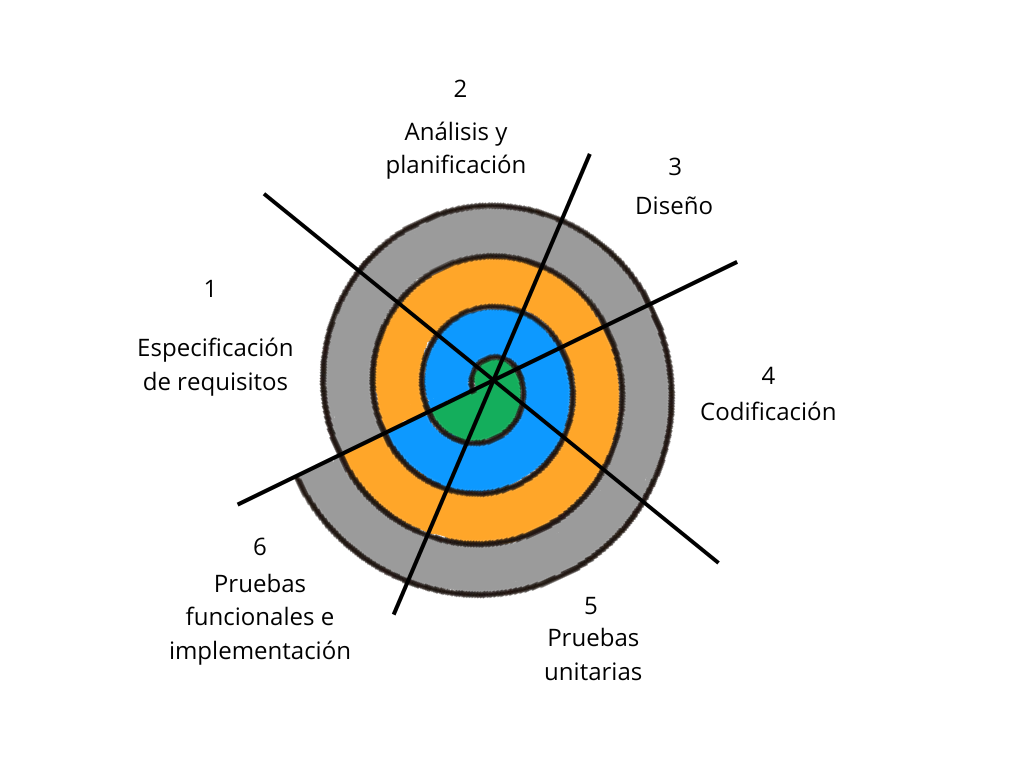 1
Especificación
de requisitos
2
Análisis y
planificación
3
Diseño
4
Codificación
5
Pruebas
unitarias
6
Pruebas
funcionales e
implementación